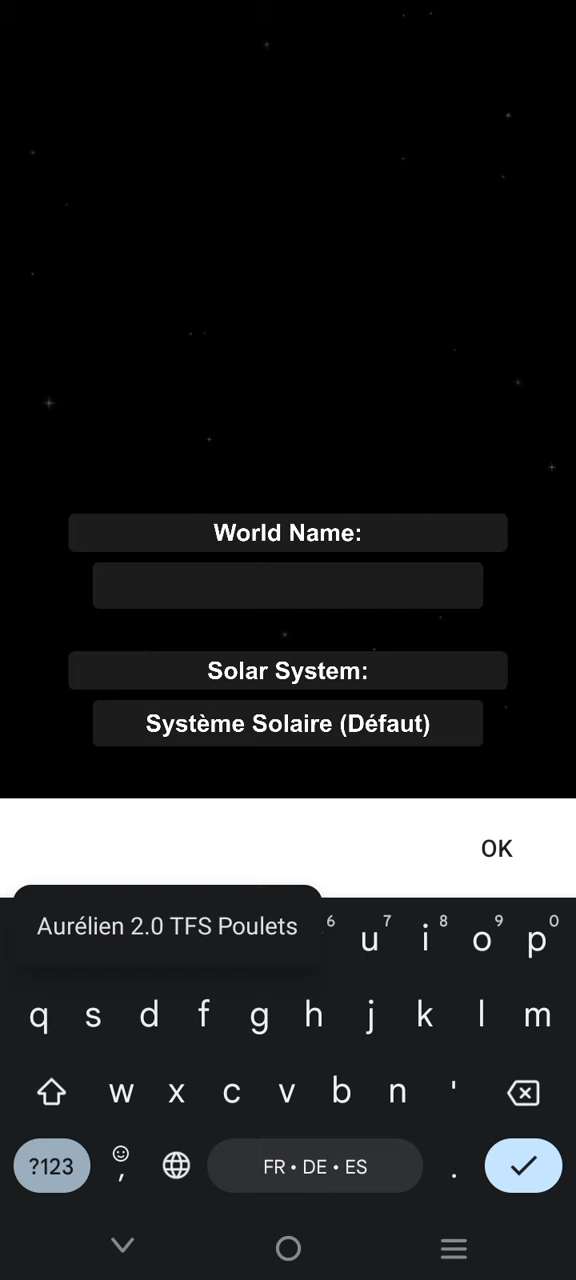 World Name:
Solar System:
Système Solaire (Défaut)
OK
Aurélien 2.0 TFS Poulets
6 u 7 i 8 o 9 p 0
q s d f g h j k l m
w x c v b n '
?123 , FR • DE • ES .